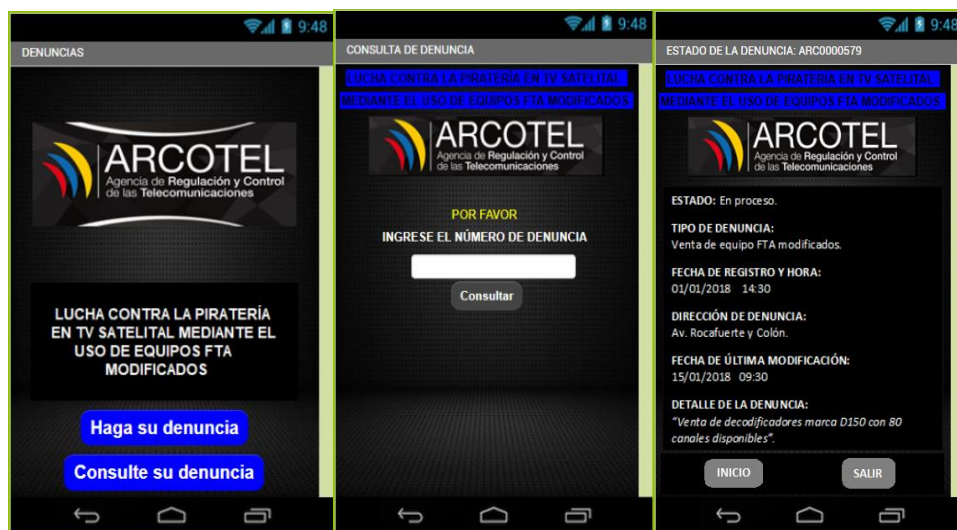 9:48
DENUNCIAS
ARCOTEL
Agencia de Regulación y Control
de las Telecomunicaciones
LUCHA CONTRA LA PIRATERÍA
EN TV SATELITAL MEDIANTE EL
USO DE EQUIPOS FTA
MODIFICADOS
Haga su denuncia
Consulte su denuncia
9:48
CONSULTA DE DENUNCIA
LUCHA CONTRA LA PIRATERÍA EN TV SATELITAL
MEDIANTE EL USO DE EQUIPOS FTA MODIFICADOS
ARCOTEL
Agencia de Regulación y Control
de las Telecomunicaciones
POR FAVOR
INGRESE EL NÚMERO DE DENUNCIA
Consultar
9:48
ESTADO DE LA DENUNCIA: ARC0000579
LUCHA CONTRA LA PIRATERÍA EN TV SATELITAL
MEDIANTE EL USO DE EQUIPOS FTA MODIFICADOS
ARCOTEL
Agencia de Regulación y Control
de las Telecomunicaciones
ESTADO: En proceso.
TIPO DE DENUNCIA:
Venta de equipo FTA modificados.
FECHA DE REGISTRO Y HORA:
01/01/2018 14:30
DIRECCIÓN DE DENUNCIA:
Av. Rocafuerte y Colón.
FECHA DE ÚLTIMA MODIFICACIÓN:
15/01/2018 09:30
DETALLE DE LA DENUNCIA:
"Venta de decodificadores marca D150 con 80
canales disponibles".
INICIO
SALIR